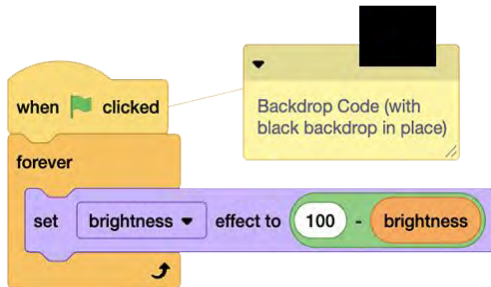 when clicked
Backdrop Code (with
black backdrop in place)
forever
set brightness effect to 100 - brightness